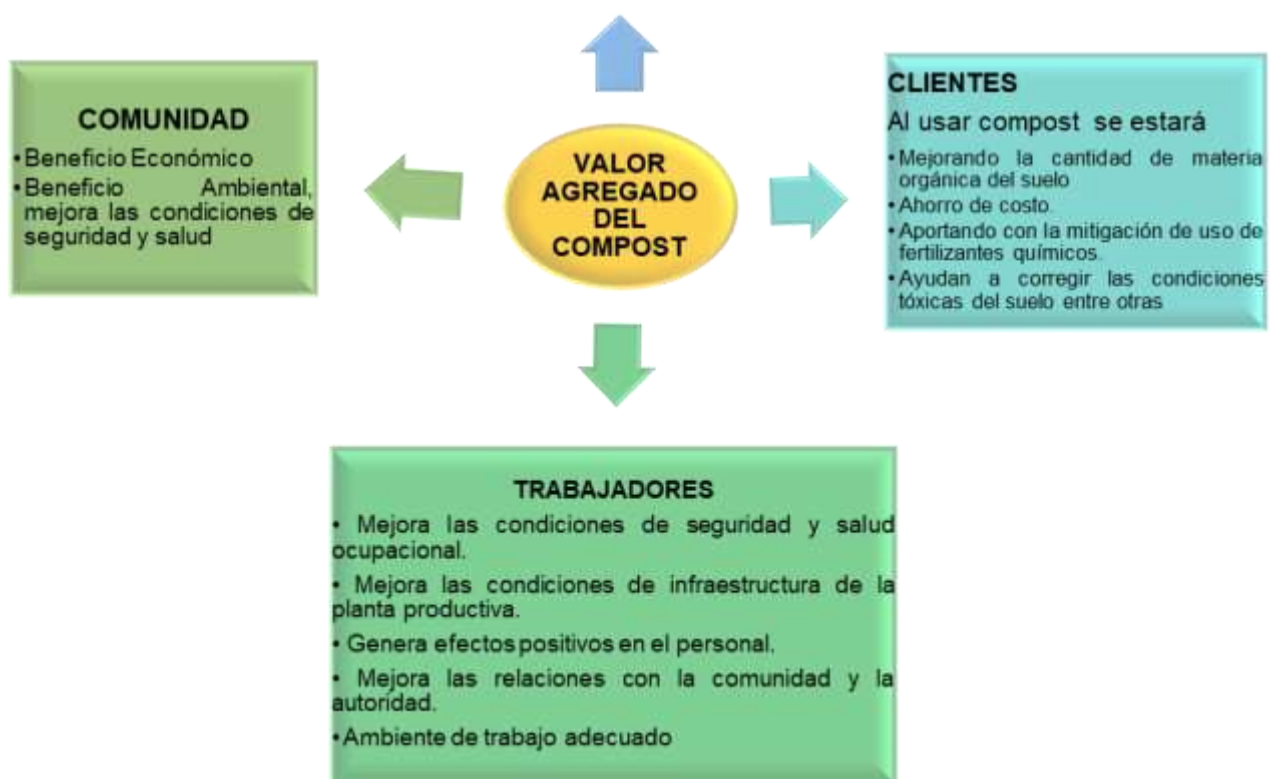 COMUNIDAD
•Beneficio Económico
•Beneficio Ambiental,
mejora las condiciones de
seguridad y salud
VALOR
AGREGADO
DEL
COMPOST
CLIENTES
Al usar compost se estará
•Mejorando la cantidad de materia
orgánica del suelo
•Ahorro de costo.
•Aportando con la mitigación de uso de
fertilizantes químicos.
•Ayudan a corregir las condiciones
tóxicas del suelo entre otras
TRABAJADORES
• Mejora las condiciones de seguridad y salud
ocupacional.
• Mejora las condiciones de infraestructura de la
planta productiva.
• Genera efectos positivos en el personal.
• Mejora las relaciones con la comunidad y la
autoridad.
•Ambiente de trabajo adecuado